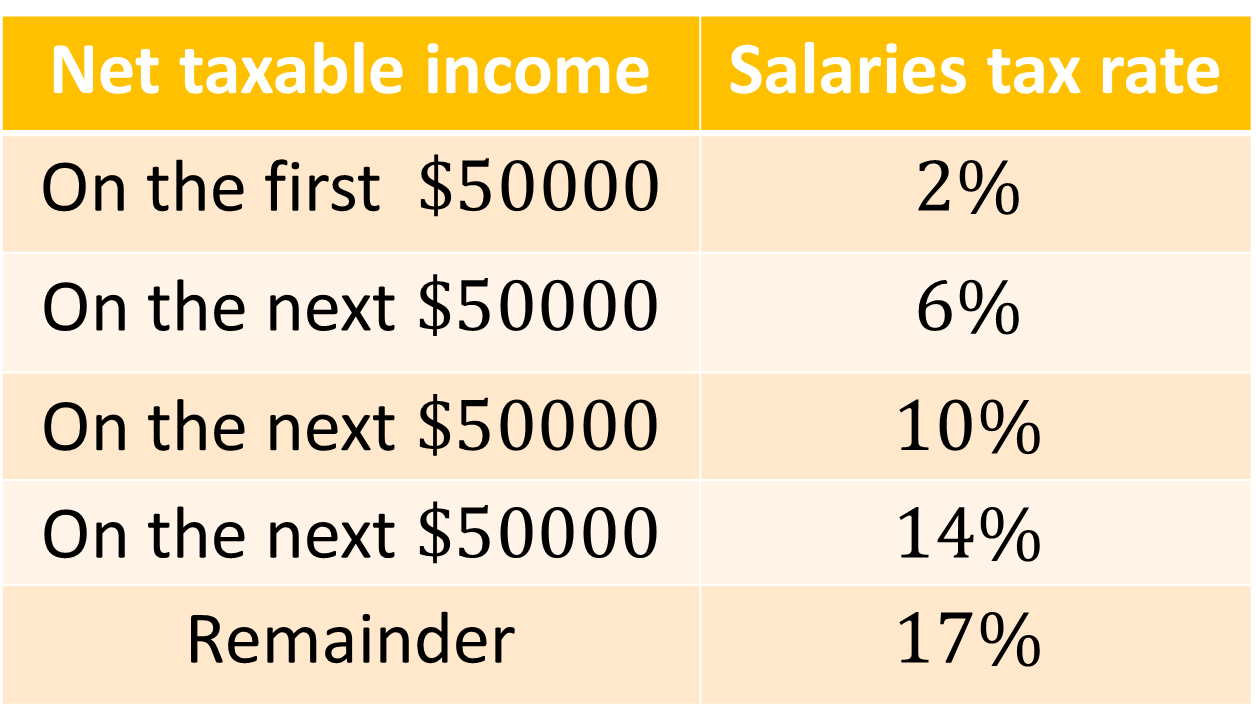 Net taxable income Salaries tax rate
On the first $50000 2%
On the next $50000 6%
On the next $50000 10%
On the next $50000 14%
Remainder 17%